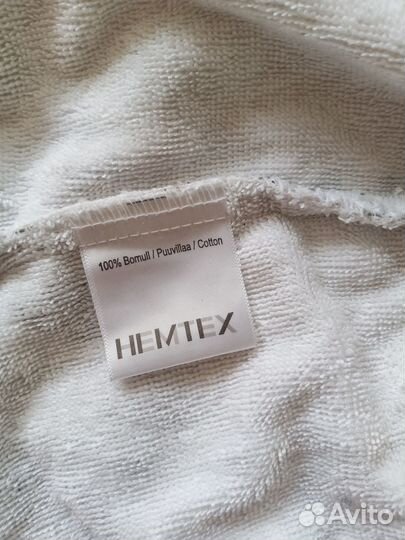 100% Bomull / Puuvillaa / Cotton
HEMTEX
Avito